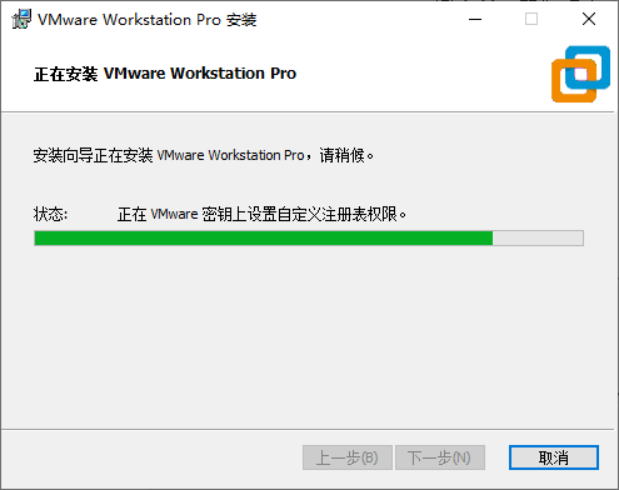 VMware Workstation Pro 安装
正在安装 VMware Workstation Pro
安装向导正在安装 VMware Workstation Pro，请稍候。
状态: 正在 VMware 密钥上设置自定义注册表权限。
上一步(B) 下一步(N) 取消